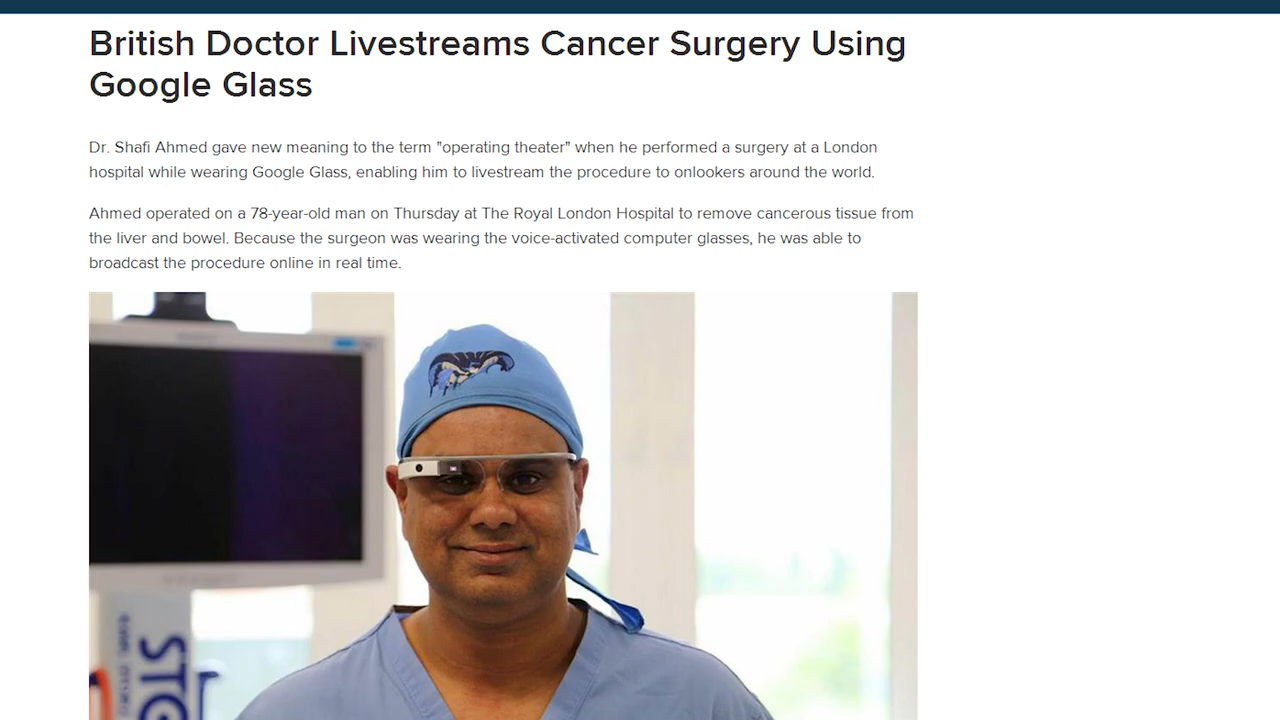 British Doctor Livestreams Cancer Surgery Using
Google Glass
Dr. Shafi Ahmed gave new meaning to the term "operating theater" when he performed a surgery at a London
hospital while wearing Google Glass, enabling him to livestream the procedure to onlookers around the world.
Ahmed operated on a 78-year-old man on Thursday at The Royal London Hospital to remove cancerous tissue from
the liver and bowel. Because the surgeon was wearing the voice-activated computer glasses, he was able to
broadcast the procedure online in real time.